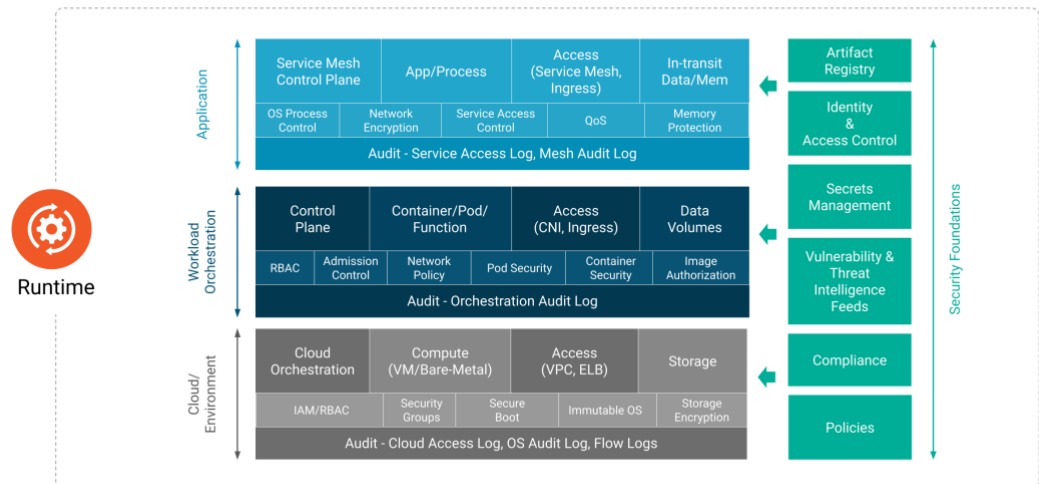 Runtime
Application
Service Mesh
Control Plane
App/Process
Access
(Service Mesh,
Ingress)
In-transit
Data/Mem
OS Process
Control
Network
Encryption
Service Access
Control
QoS
Memory
Protection
Audit - Service Access Log, Mesh Audit Log
Workload
Orchestration
Control
Plane
Container/Pod/
Function
Access
(CNI, Ingress)
Data
Volumes
RBAC
Admission
Control
Network
Policy
Pod Security
Container
Security
Image
Authorization
Audit - Orchestration Audit Log
Cloud/
Environment
Cloud
Orchestration
Compute
(VM/Bare-Metal)
Access
(VPC, ELB)
Storage
IAM/RBAC
Security
Groups
Secure
Boot
Immutable OS
Storage
Encryption
Audit - Cloud Access Log, OS Audit Log, Flow Logs
Artifact
Registry
Identity
&
Access Control
Secrets
Management
Vulnerability &
Threat
Intelligence
Feeds
Compliance
Policies
Security Foundations